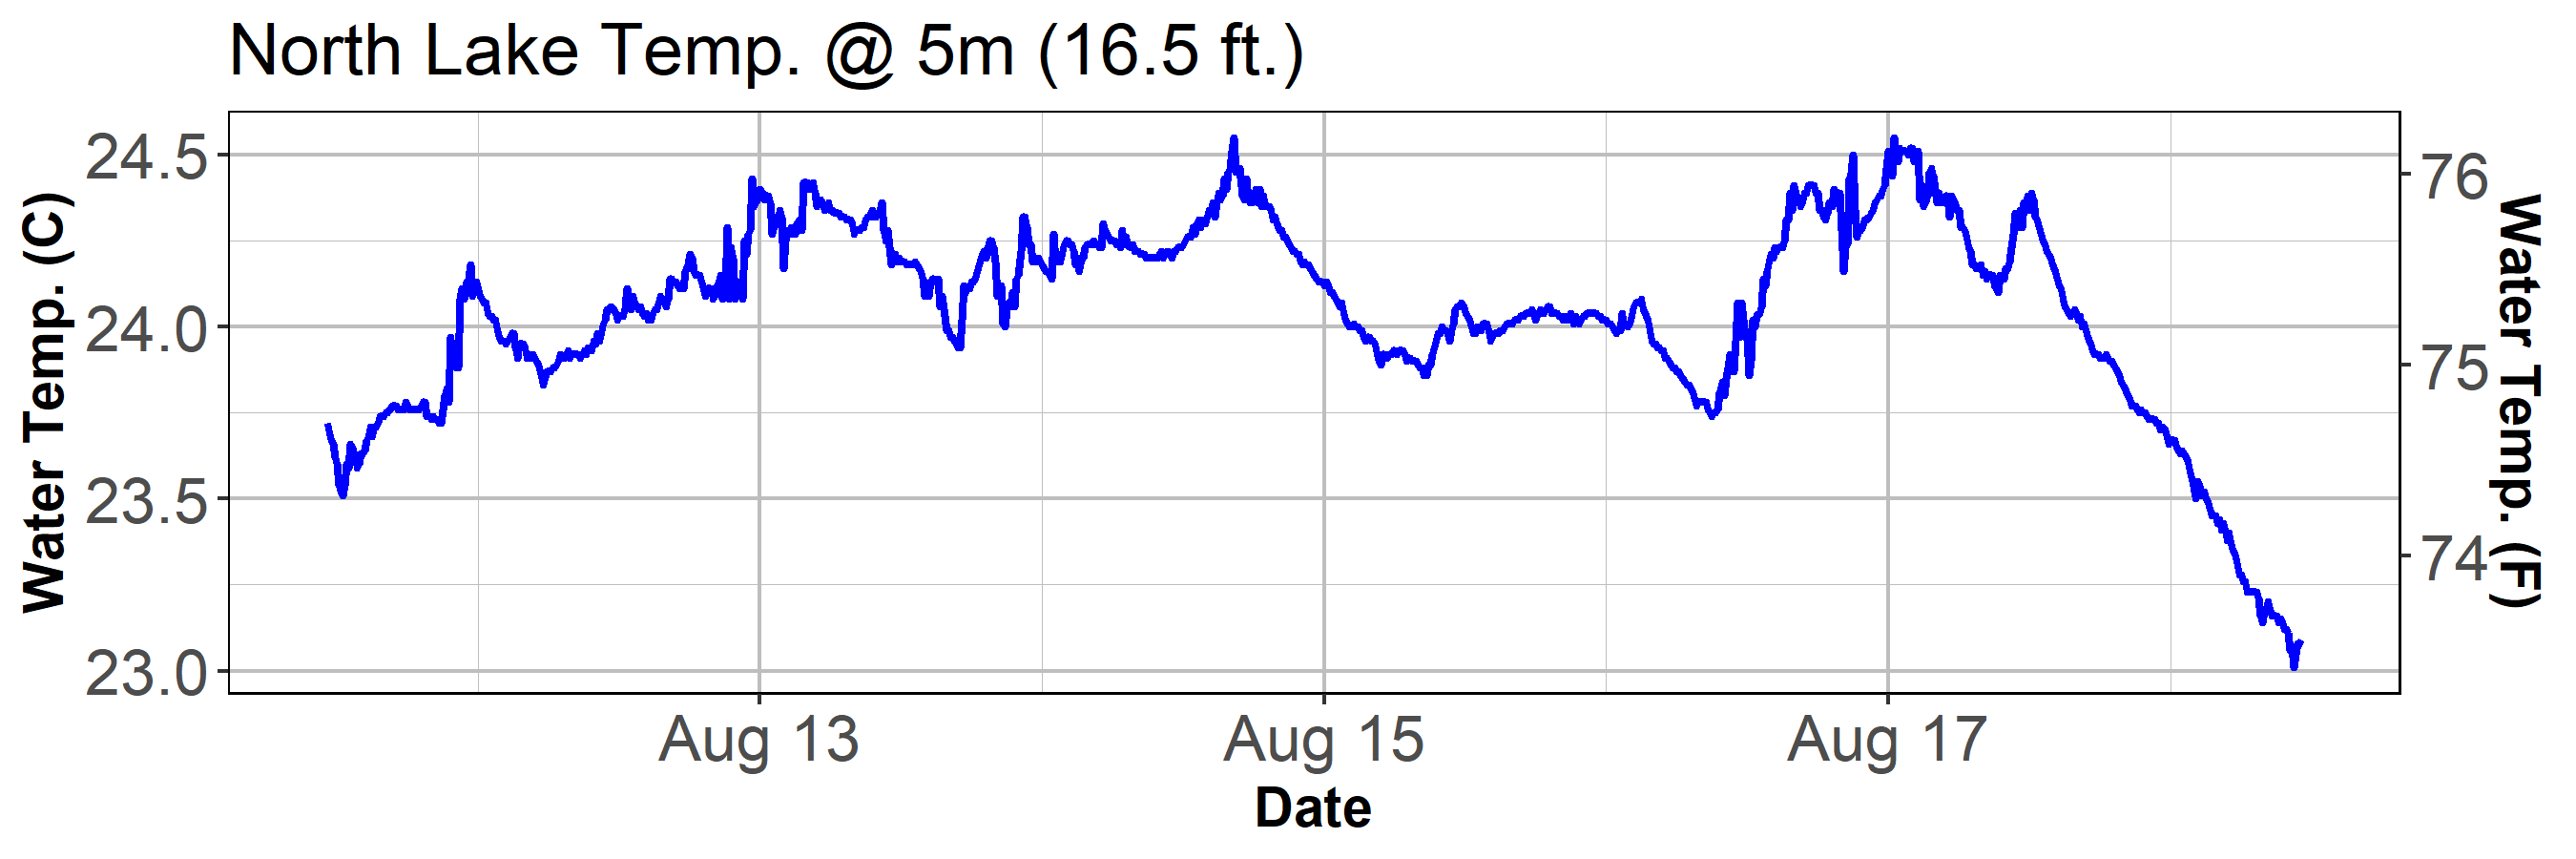 North Lake Temp. @ 5m (16.5 ft.)
Water Temp. (C)
24.5
24.0
23.5
23.0
76
75
74
Water Temp. (F)
Aug 13
Aug 15
Aug 17
Date